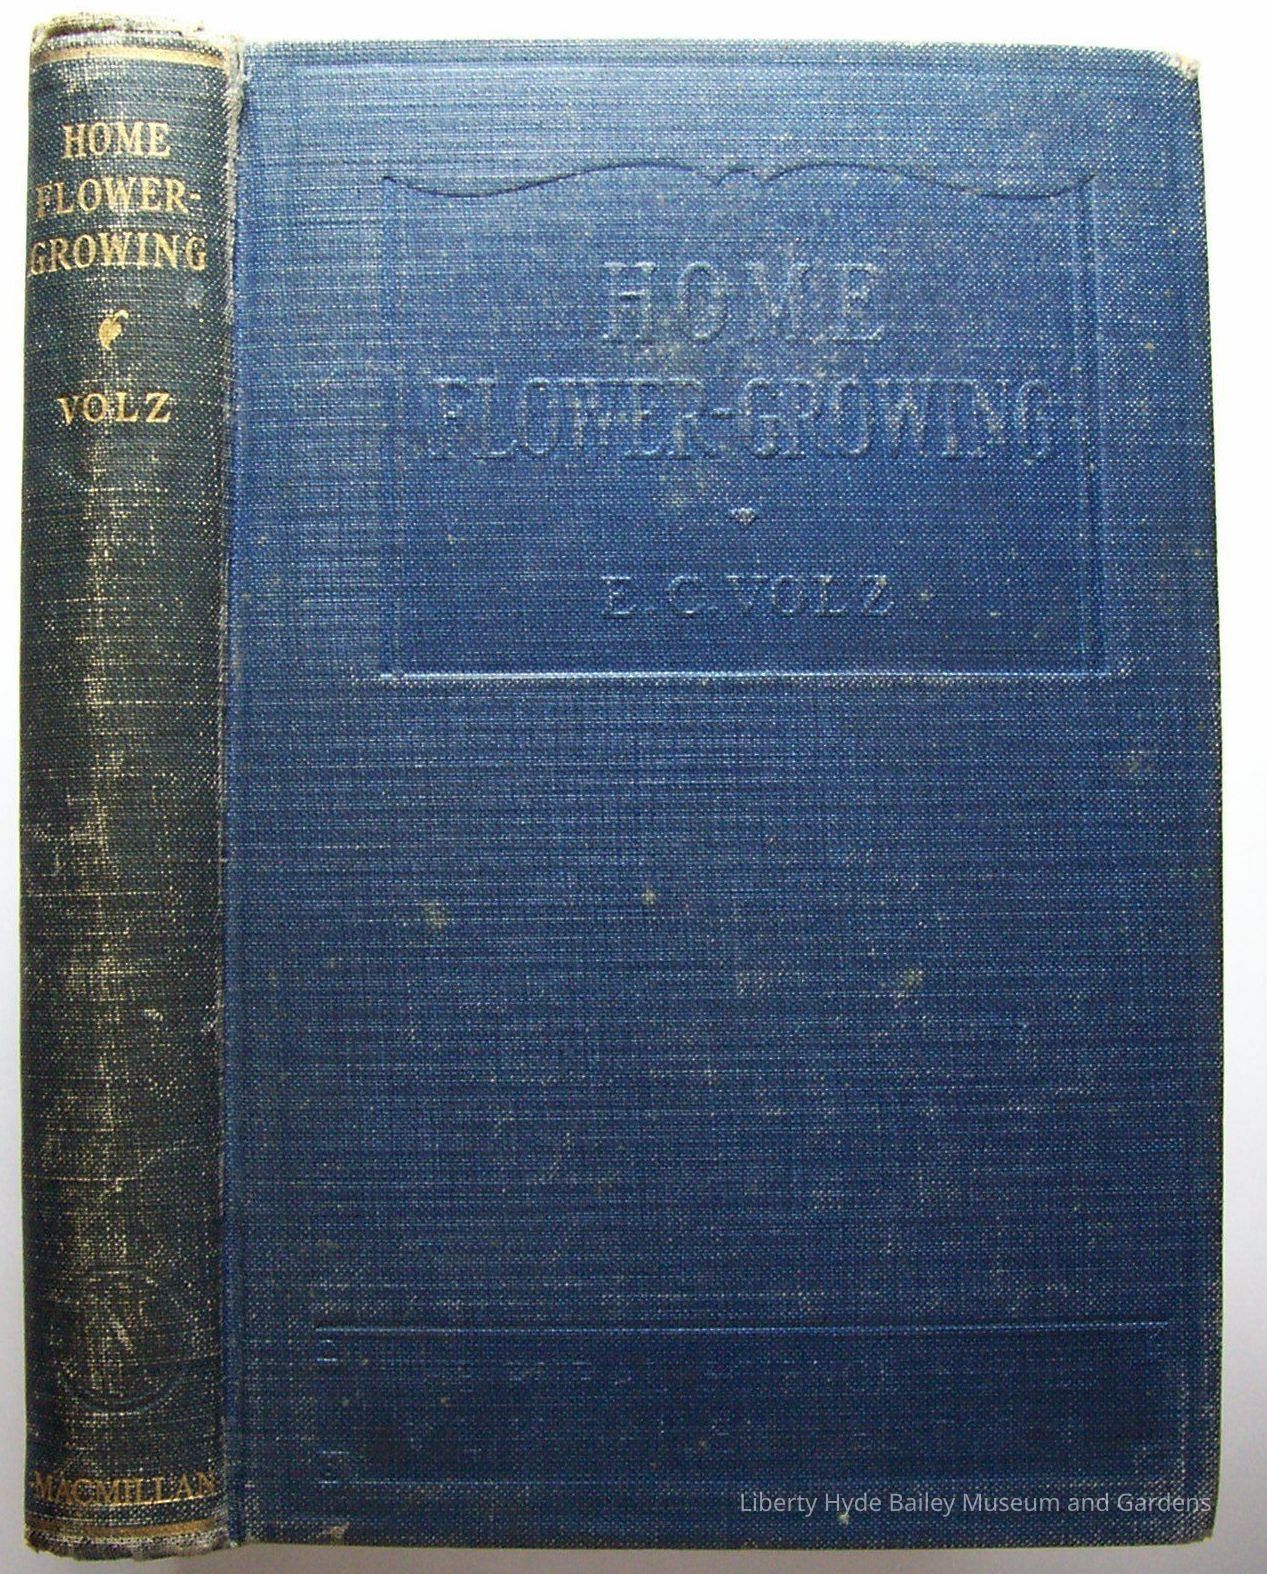 HOME
FLOWER-
GROWING
VOLZ
MACMILLAN
HOME
FLOWER-GROWING
E.C.VOLZ
Liberty Hyde Bailey Museum and Gardens